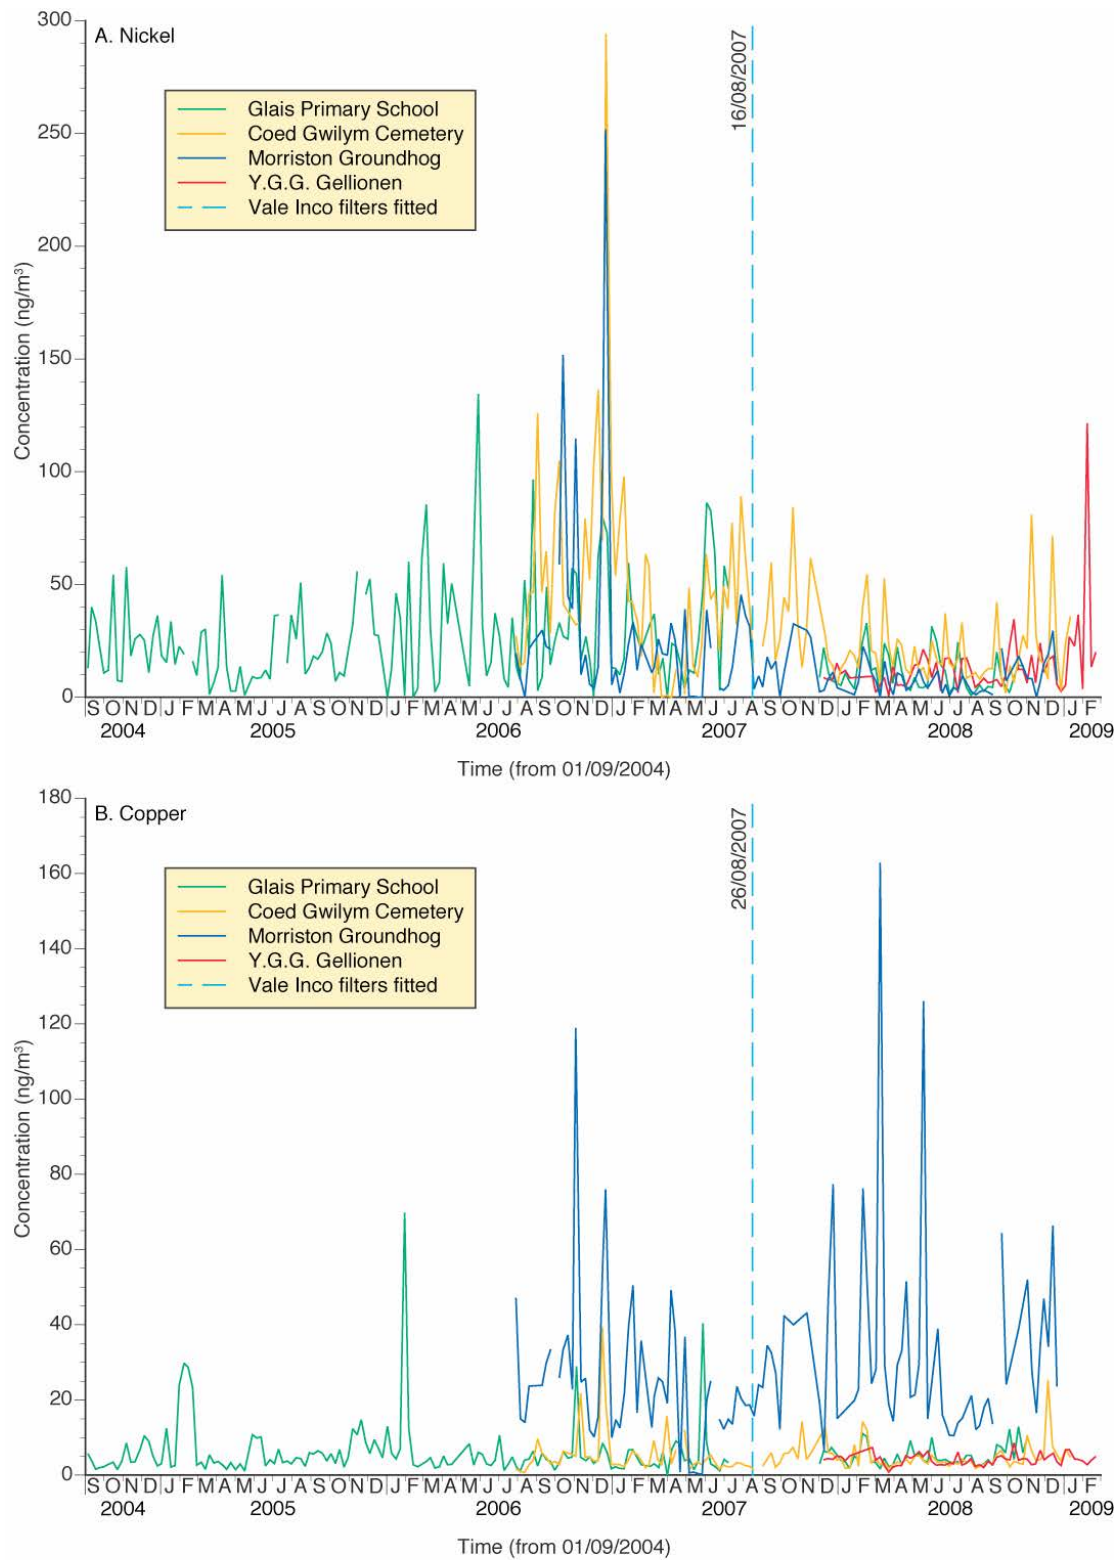 A. Nickel
300
250
200
150
100
50
0
Concentration (ng/m³)
Glais Primary School
Coed Gwilym Cemetery
Morriston Groundhog
Y.G.G. Gellionen
Vale Inco filters fitted
16/08/2007
S O N D J F M A M J J A S O N D J F M A M J J A S O N D J F M A M J J A S O N D J F M A M J J A S O N D J F
2004 2005 2006 2007 2008 2009
Time (from 01/09/2004)
B. Copper
180
160
140
120
100
80
60
40
20
0
Concentration (ng/m³)
Glais Primary School
Coed Gwilym Cemetery
Morriston Groundhog
Y.G.G. Gellionen
Vale Inco filters fitted
26/08/2007
S O N D J F M A M J J A S O N D J F M A M J J A S O N D J F M A M J J A S O N D J F M A M J J A S O N D J F
2004 2005 2006 2007 2008 2009
Time (from 01/09/2004)